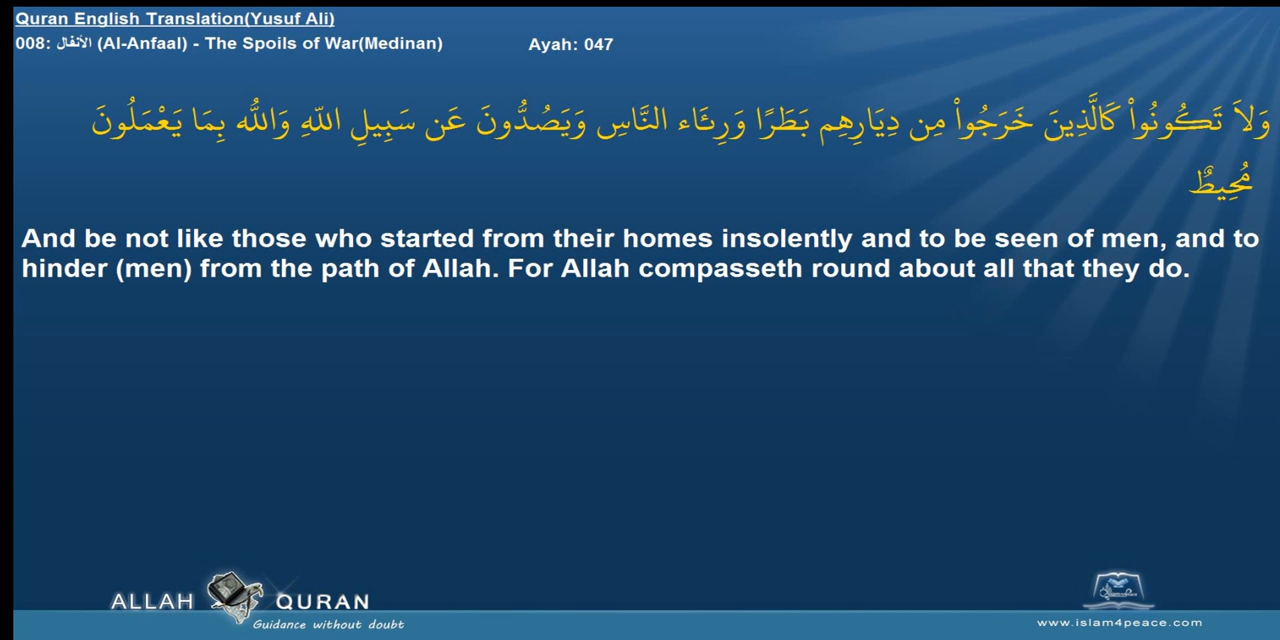 Quran English Translation(Yusuf Ali)
008: الأنفال (Al-Anfaal) - The Spoils of War(Medinan) Ayah: 047
وَلاَ تَكُونُواْ كَالَّذِينَ خَرَجُواْ مِن دِيَارِهِم بَطَرًا وَرِئَاء النَّاسِ وَيَصُدُّونَ عَن سَبِيلِ اللّهِ وَاللّه بِمَا يَعْمَلُونَ
مُحِيطٌ
And be not like those who started from their homes insolently and to be seen of men, and to
hinder (men) from the path of Allah. For Allah compasseth round about all that they do.
ALLAH QURAN
Guidance without doubt
www.islam4peace.com